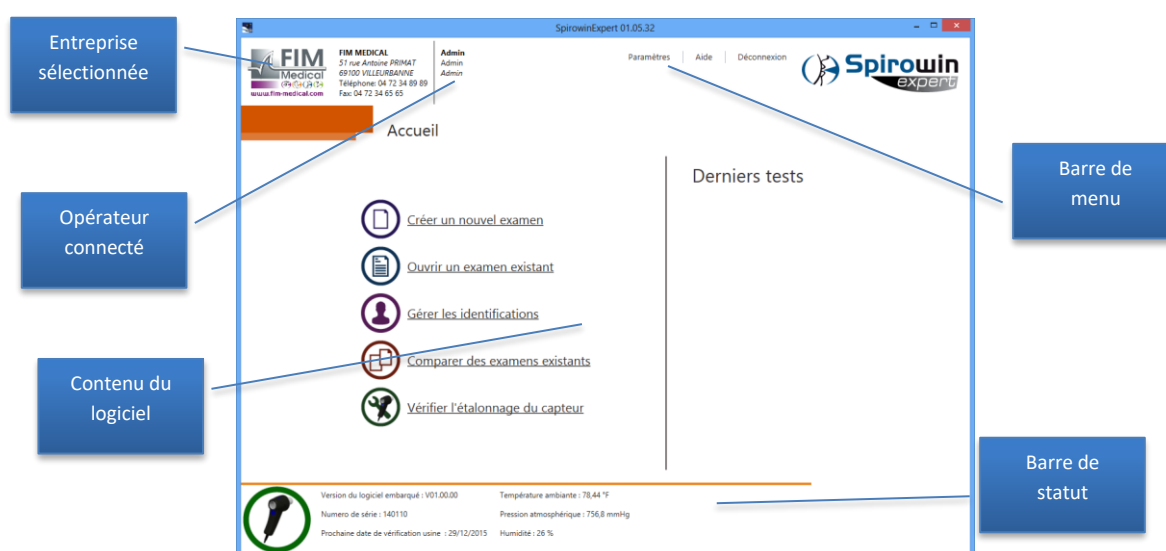 Entreprise
sélectionnée
SpirowinExpert 01.05.32
FIM
Medical
www.fim-medical.com
FIM MEDICAL
51 rue Antoine PRIMAT
69100 VILLEURBANNE
Téléphone: 04 72 34 89 89
Fax: 04 72 34 65 65
Admin
Admin
Admin
Paramètres
Aide
Déconnexion
Spirowin
expert
Accueil
Opérateur
connecté
Derniers tests
Barre de
menu
Créer un nouvel examen
Ouvrir un examen existant
Gérer les identifications
Comparer des examens existants
Vérifier l'étalonnage du capteur
Contenu du
logiciel
Barre de
statut
Version du logiciel embarqué : V01.00.00
Température ambiante : 78,44 °F
Numero de série : 140110
Pression atmosphérique : 756,8 mmHg
Prochaine date de vérification usine : 29/12/2015
Humidité : 26 %